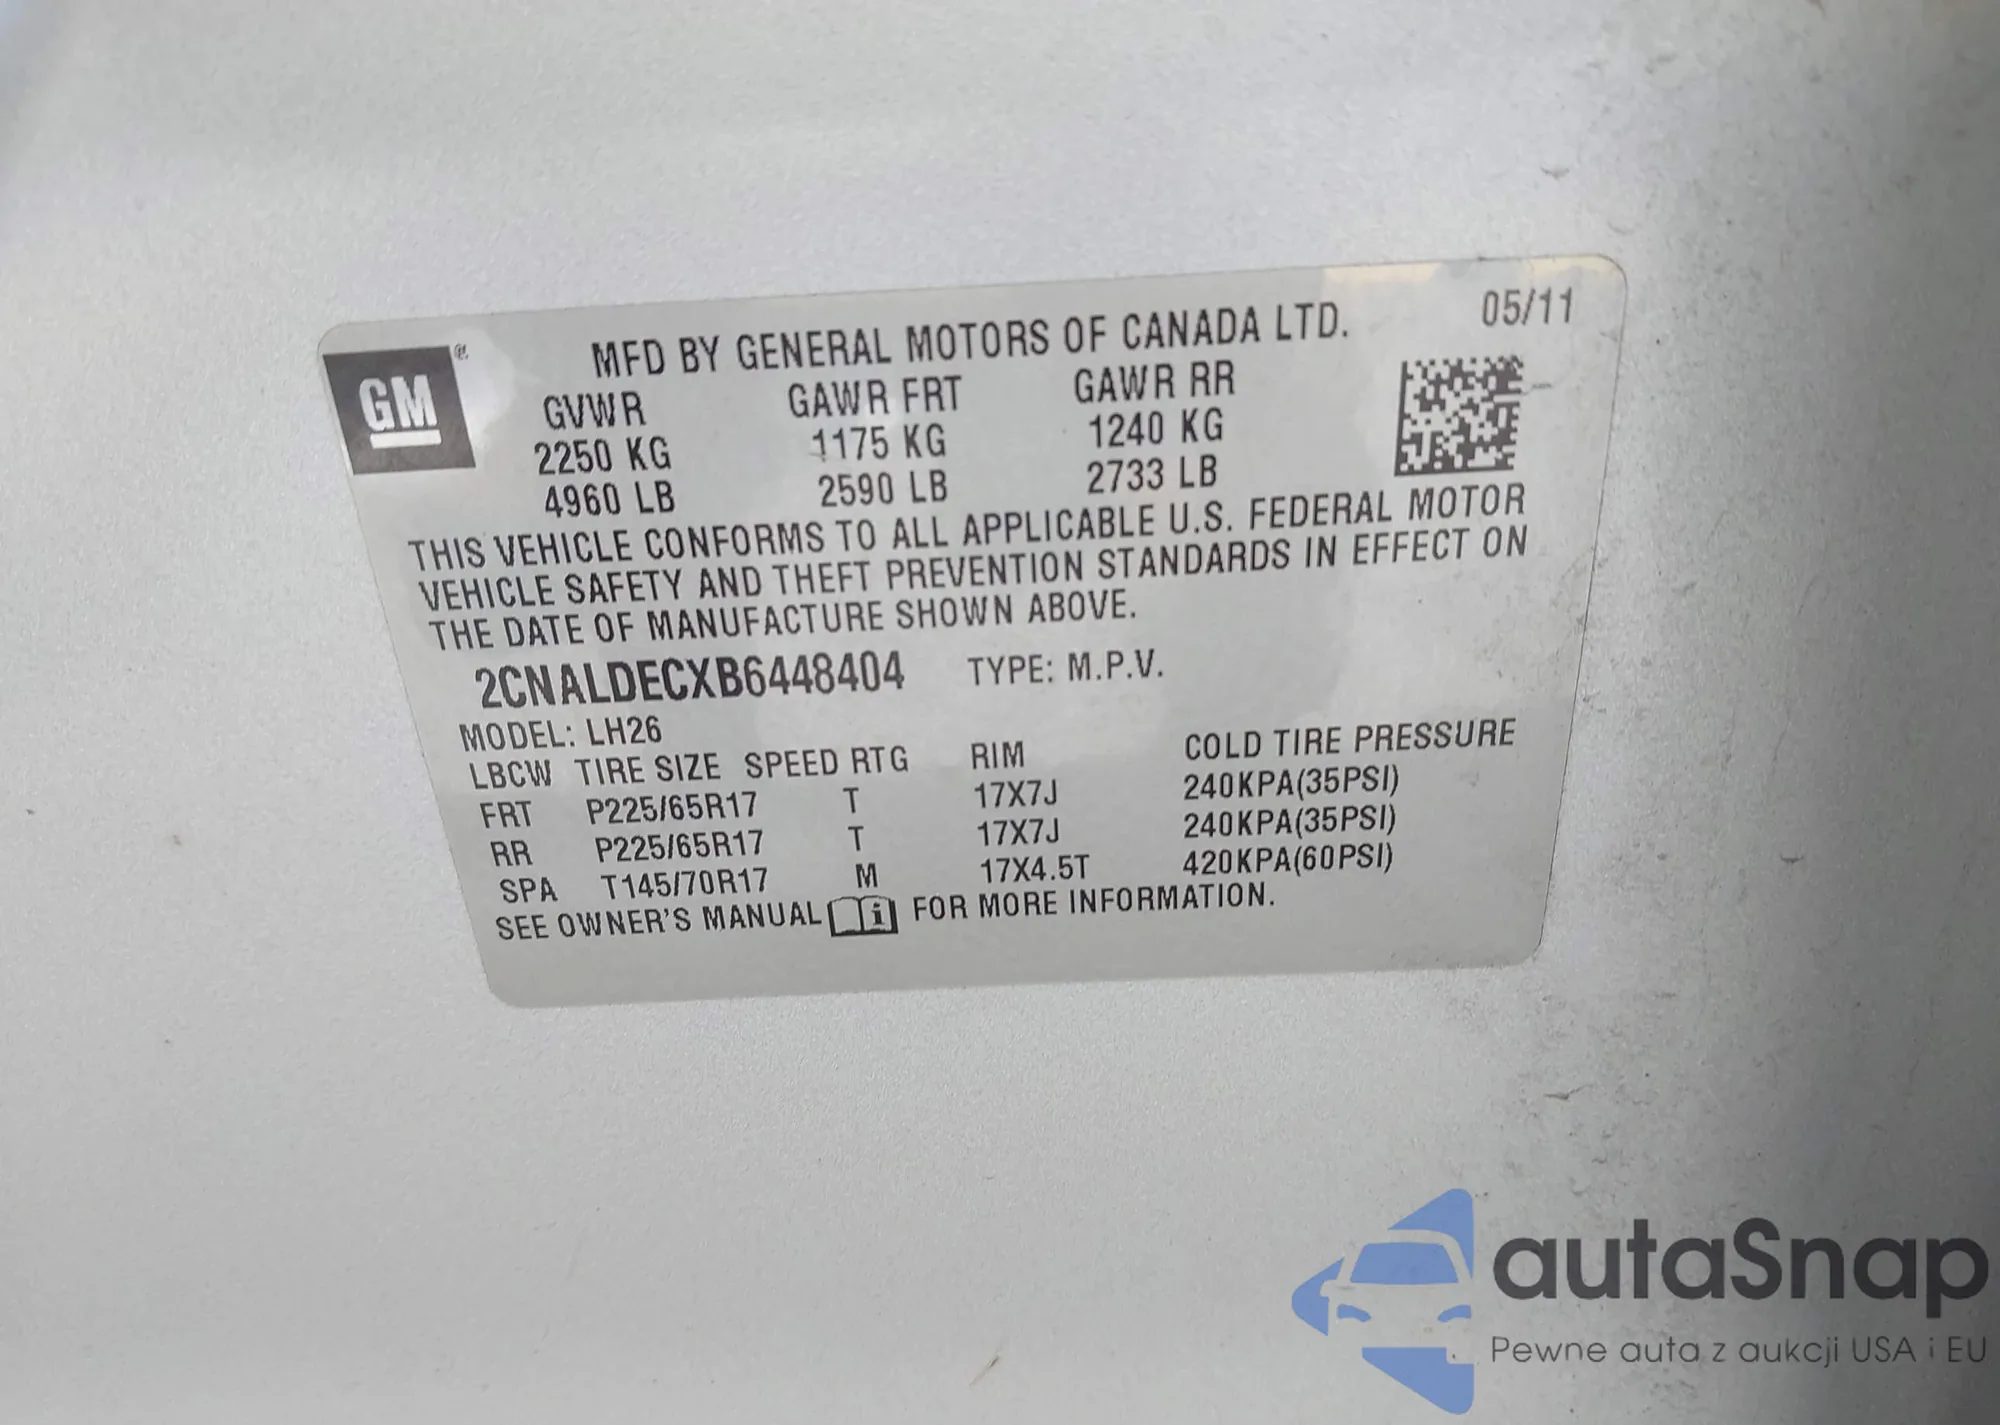 MFD BY GENERAL MOTORS OF CANADA LTD. 05/11
GM®
GVWR GAWR FRT GAWR RR
2250 KG 1175 KG 1240 KG
4960 LB 2590 LB 2733 LB
THIS VEHICLE CONFORMS TO ALL APPLICABLE U.S. FEDERAL MOTOR
VEHICLE SAFETY AND THEFT PREVENTION STANDARDS IN EFFECT ON
THE DATE OF MANUFACTURE SHOWN ABOVE.
2CNALDECXB6448404 TYPE: M.P.V.
MODEL: LH26
LBCW TIRE SIZE SPEED RTG RIM COLD TIRE PRESSURE
FRT P225/65R17 T 17X7J 240KPA(35PSI)
RR P225/65R17 T 17X7J 240KPA(35PSI)
SPA T145/70R17 M 17X4.5T 420KPA(60PSI)
SEE OWNER'S MANUAL i FOR MORE INFORMATION.
autaSnap
Pewne auta z aukcji USA i EU